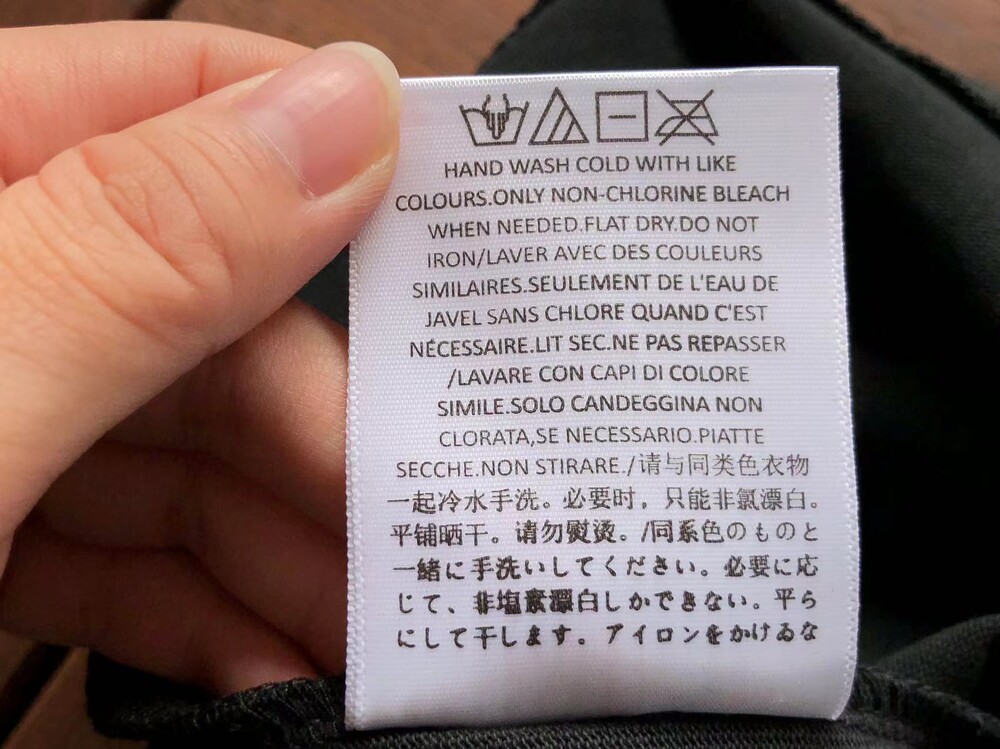 HAND WASH COLD WITH LIKE
COLOURS.ONLY NON-CHLORINE BLEACH
WHEN NEEDED.FLAT DRY.DO NOT
IRON/LAVER AVEC DES COULEURS
SIMILAIRES.SEULEMENT DE L'EAU DE
JAVEL SANS CHLORE QUAND C'EST
NÉCESSAIRE.LIT SEC.NE PAS REPASSER
/LAVARE CON CAPI DI COLORE
SIMILE.SOLO CANDEGGINA NON
CLORATA,SE NECESSARIO.PIATTE
SECCHE.NON STIRARE./请与同类色衣物
一起冷水手洗。必要时，只能非氯漂白。
平铺晒干。请勿熨烫。/同系色のものと
一緒に手洗いしてください。必要に応
じて、非塩素漂白しかできない。平ら
にして干します。アイロンをかけるな